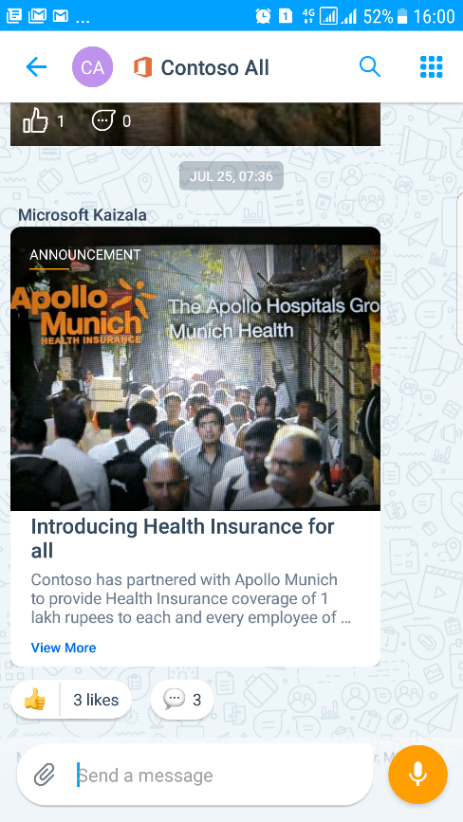 52% 16:00
4G
1
CA Contoso All
1 0
JUL 25, 07:36
Microsoft Kaizala
ANNOUNCEMENT
Apollo
Munich
HEALTH INSURANCE
The Apollo Hospitals Gro
Munich Health
Introducing Health Insurance for
all
Contoso has partnered with Apollo Munich
to provide Health Insurance coverage of 1
lakh rupees to each and every employee of ...
View More
3 likes 3
Send a message